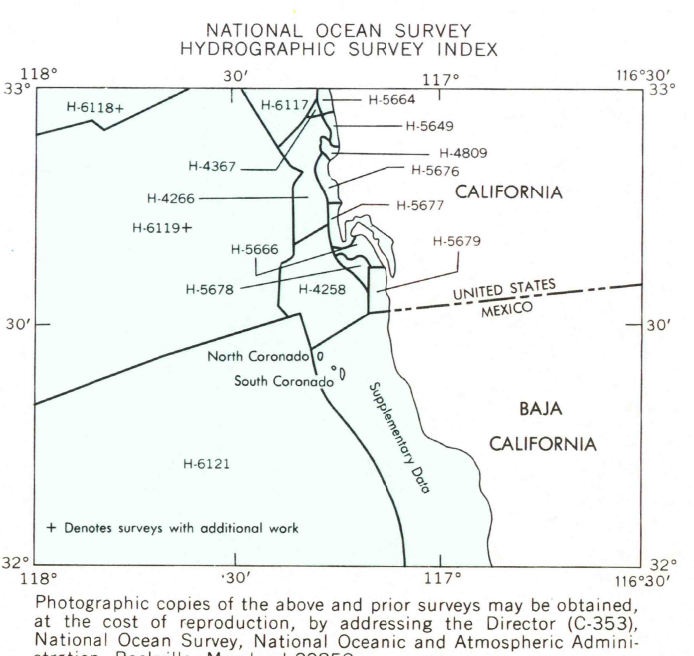 NATIONAL OCEAN SURVEY
HYDROGRAPHIC SURVEY INDEX
118° 30′ 117° 116°30′
33° 33°
H-6118+
H-6117
H-5664
H-5649
H-4809
H-4367
H-5676
H-4266
CALIFORNIA
H-5677
H-6119+
H-5666
H-5679
H-5678
H-4258
UNITED STATES
MEXICO
30′ 30′
North Coronado
South Coronado
Supplementary Data
BAJA
CALIFORNIA
H-6121
+ Denotes surveys with additional work
32° 32°
118° 30′ 117° 116°30′
Photographic copies of the above and prior surveys may be obtained,
at the cost of reproduction, by addressing the Director (C-353),
National Ocean Survey, National Oceanic and Atmospheric Admini-